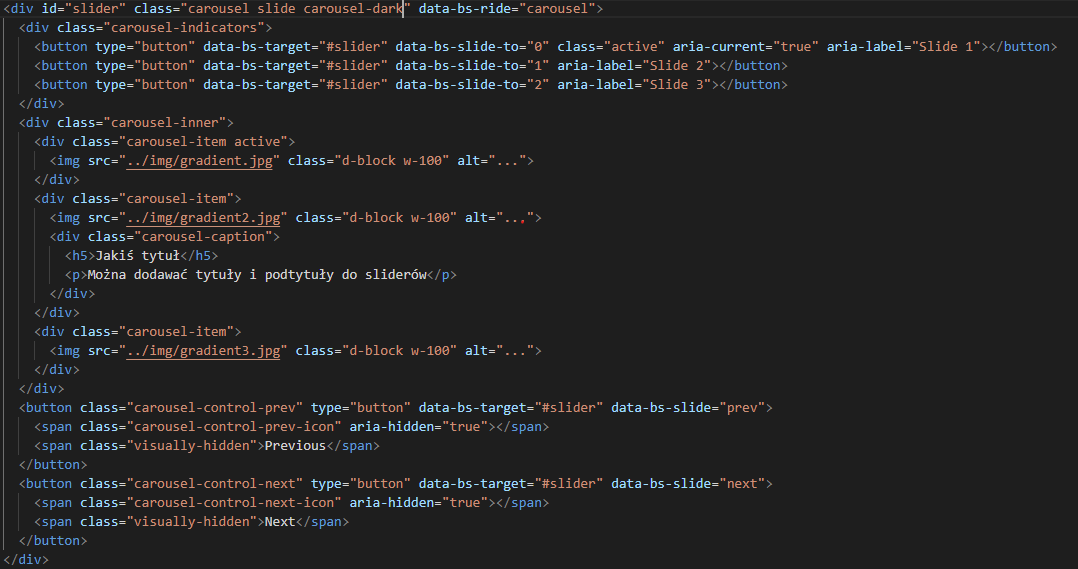 <div id="slider" class="carousel slide carousel-dark" data-bs-ride="carousel">
<div class="carousel-indicators">
<button type="button" data-bs-target="#slider" data-bs-slide-to="0" class="active" aria-current="true" aria-label="Slide 1"></button>
<button type="button" data-bs-target="#slider" data-bs-slide-to="1" aria-label="Slide 2"></button>
<button type="button" data-bs-target="#slider" data-bs-slide-to="2" aria-label="Slide 3"></button>
</div>
<div class="carousel-inner">
<div class="carousel-item active">
<img src="../img/gradient.jpg" class="d-block w-100" alt="...">
</div>
<div class="carousel-item">
<img src="../img/gradient2.jpg" class="d-block w-100" alt="..,">
<div class="carousel-caption">
<h5>Jakiś tytuł</h5>
<p>Można dodawać tytuły i podtytuły do sliderów</p>
</div>
</div>
<div class="carousel-item">
<img src="../img/gradient3.jpg" class="d-block w-100" alt="...">
</div>
</div>
<button class="carousel-control-prev" type="button" data-bs-target="#slider" data-bs-slide="prev">
<span class="carousel-control-prev-icon" aria-hidden="true"></span>
<span class="visually-hidden">Previous</span>
</button>
<button class="carousel-control-next" type="button" data-bs-target="#slider" data-bs-slide="next">
<span class="carousel-control-next-icon" aria-hidden="true"></span>
<span class="visually-hidden">Next</span>
</button>
</div>